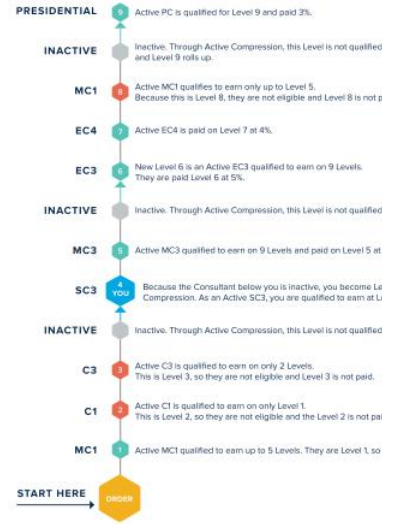 PRESIDENTIAL 9 Active PC is qualified for Level 9 and paid 3%.
INACTIVE Inactive. Through Active Compression, this Level is not qualified
and Level 9 rolls up.
MC1 8 Active MC1 qualifies to earn only up to Level 5.
Because this is Level 8, they are not eligible and Level 8 is not p
EC4 7 Active EC4 is paid on Level 7 at 4%.
EC3 6 New Level 6 is an Active EC3 qualified to earn on 9 Levels.
They are paid Level 6 at 5%.
INACTIVE Inactive. Through Active Compression, this Level is not qualified
MC3 5 Active MC3 qualified to earn on 9 Levels and paid on Level 5 at
SC3 4 YOU Because the Consultant below you is inactive, you become Le
Compression. As an Active SC3, you are qualified to earn at L
INACTIVE Inactive. Through Active Compression, this Level is not qualified
C3 3 Active C3 is qualified to earn on only 2 Levels.
This is Level 3, so they are not eligible and Level 3 is not paid.
C1 2 Active C1 is qualified to earn on only Level 1.
This is Level 2, so they are not eligible and the Level 2 is not pai
MC1 1 Active MC1 qualified to earn up to 5 Levels. They are Level 1, so
START HERE ORDER